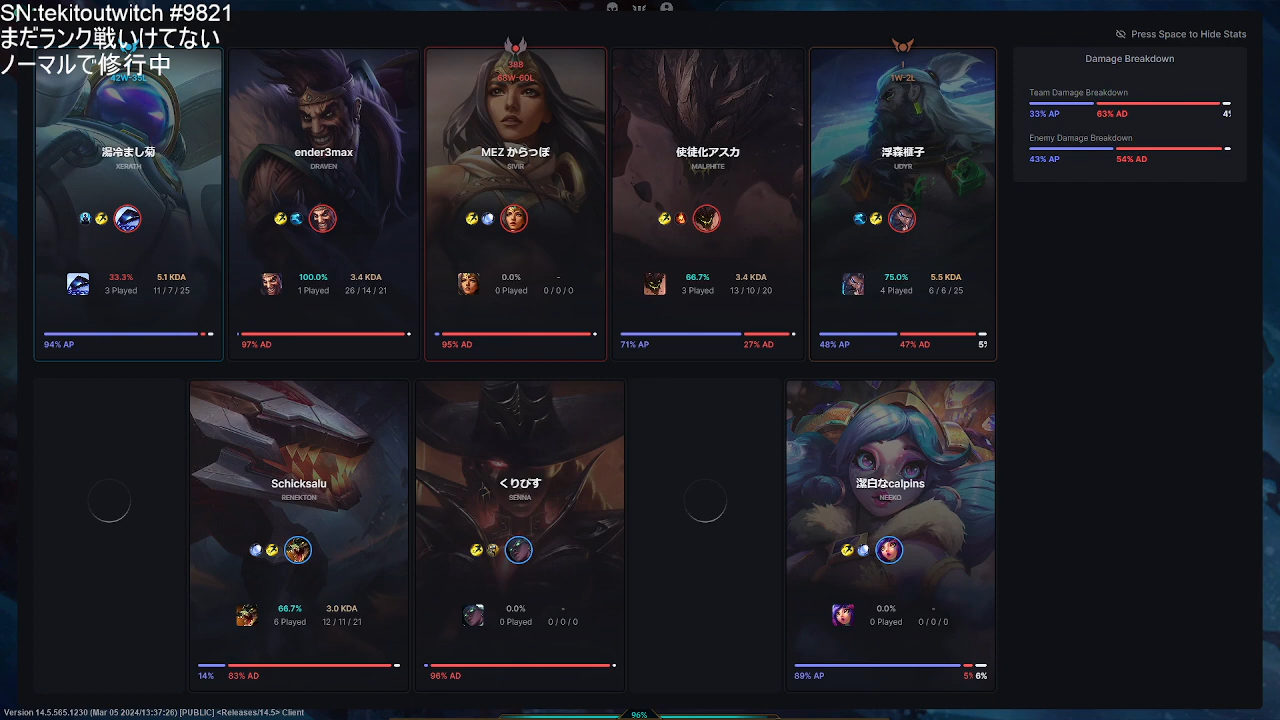 SN:tekitoutwitch #9821
まだランク戦いけてない
ノーマルで修行中
Press Space to Hide Stats
Damage Breakdown
Team Damage Breakdown
33% AP
63% AD
Enemy Damage Breakdown
43% AP
54% AD
42W-35L
湯冷まし菊
XERATH
33.3%
5.1 KDA
3 Played
11 / 7 / 25
94% AP
ender3max
DRAVEN
100.0%
3.4 KDA
1 Played
26 / 14 / 21
97% AD
388
68W-60L
MEZ からっぽ
SIVIR
0.0%
-
0 Played
0 / 0 / 0
95% AD
使徒化アスカ
MALPHITE
66.7%
3.4 KDA
3 Played
13 / 10 / 20
71% AP
27% AD
I
1W-2L
浮森榧子
UDYR
75.0%
5.5 KDA
4 Played
6 / 6 / 25
48% AP
47% AD
Schicksalu
RENEKTON
66.7%
3.0 KDA
6 Played
12 / 11 / 21
14%
83% AD
くりぴす
SENNA
0.0%
-
0 Played
0 / 0 / 0
96% AD
潔白なcalpins
NEEKO
0.0%
-
0 Played
0 / 0 / 0
89% AP
6%
Version 14.5.565.1230 (Mar 05 2024/13:37:26) [PUBLIC] <Releases/14.5> Client
96%